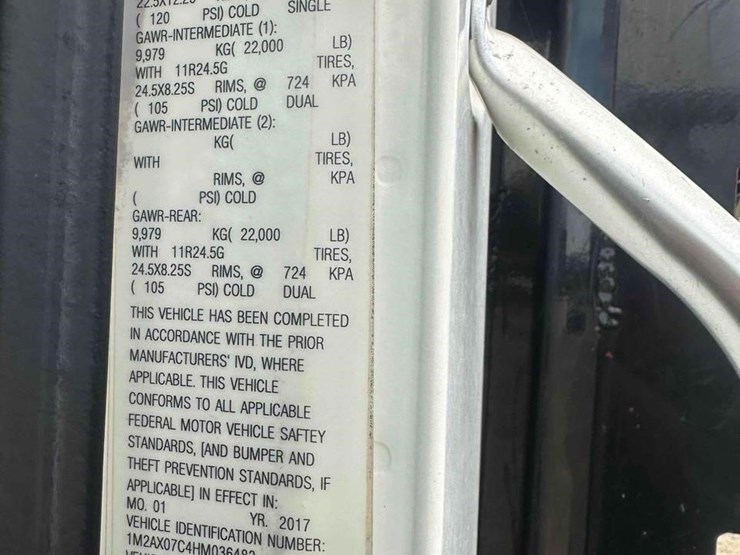 ( 120 PSI) COLD SINGLE
GAWR-INTERMEDIATE (1):
9,979 KG( 22,000 LB)
WITH 11R24.5G TIRES,
24.5X8.25S RIMS, @ 724 KPA
( 105 PSI) COLD DUAL
GAWR-INTERMEDIATE (2):
KG( LB)
WITH TIRES,
RIMS, @ KPA
( PSI) COLD
GAWR-REAR:
9,979 KG( 22,000 LB)
WITH 11R24.5G TIRES,
24.5X8.25S RIMS, @ 724 KPA
( 105 PSI) COLD DUAL
THIS VEHICLE HAS BEEN COMPLETED
IN ACCORDANCE WITH THE PRIOR
MANUFACTURERS' IVD, WHERE
APPLICABLE. THIS VEHICLE
CONFORMS TO ALL APPLICABLE
FEDERAL MOTOR VEHICLE SAFTEY
STANDARDS, [AND BUMPER AND
THEFT PREVENTION STANDARDS, IF
APPLICABLE] IN EFFECT IN:
MO. 01 YR. 2017
VEHICLE IDENTIFICATION NUMBER:
1M2AX07C4HM036482